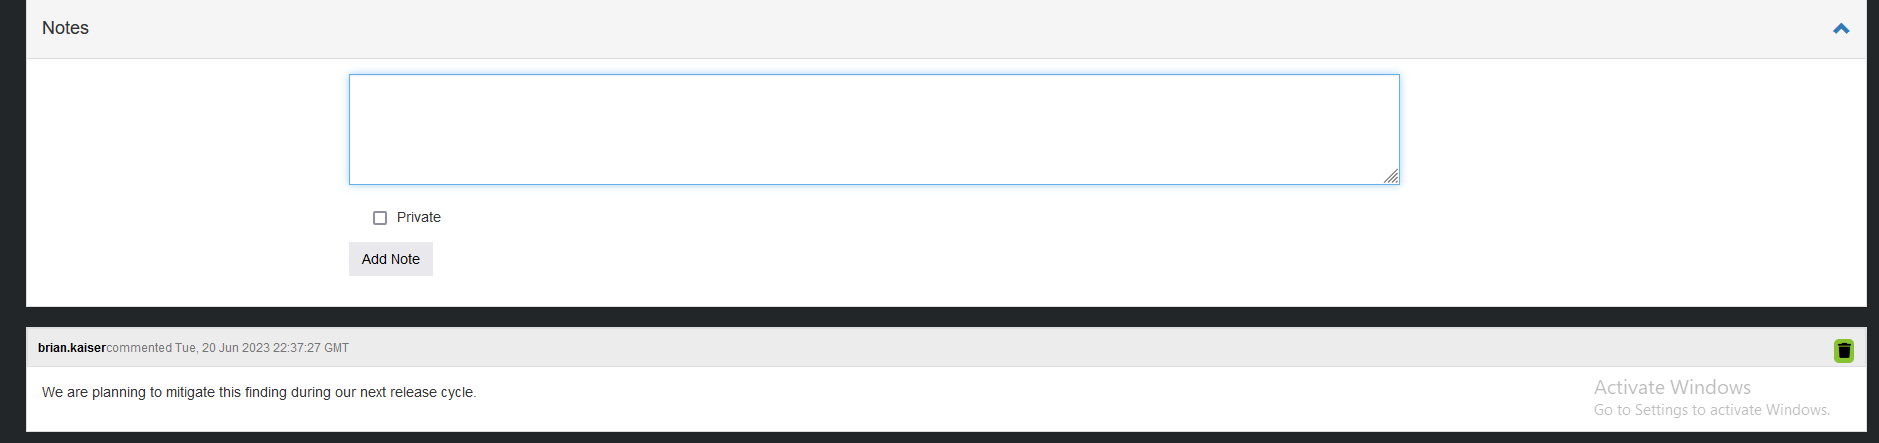 Notes
Private
Add Note
brian.kaisercommented Tue, 20 Jun 2023 22:37:27 GMT
We are planning to mitigate this finding during our next release cycle.
Activate Windows
Go to Settings to activate Windows.